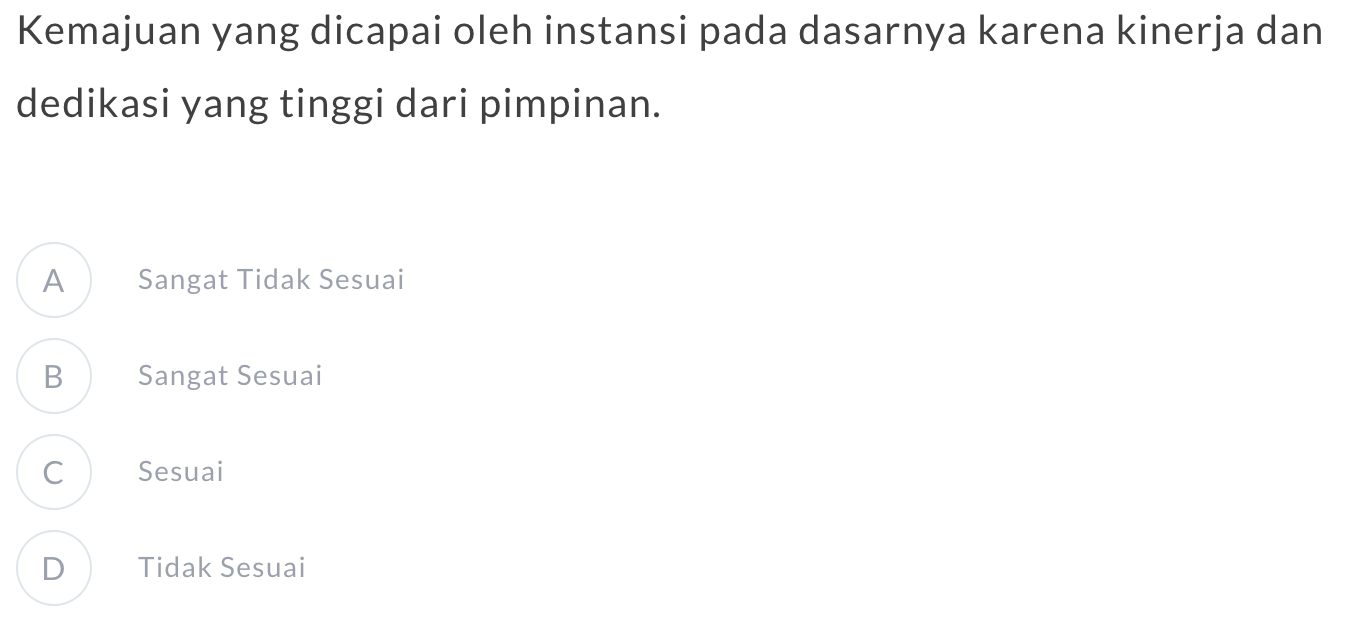 Kemajuan yang dicapai oleh instansi pada dasarnya karena kinerja dan
dedikasi yang tinggi dari pimpinan.
A Sangat Tidak Sesuai
B Sangat Sesuai
C Sesuai
D Tidak Sesuai